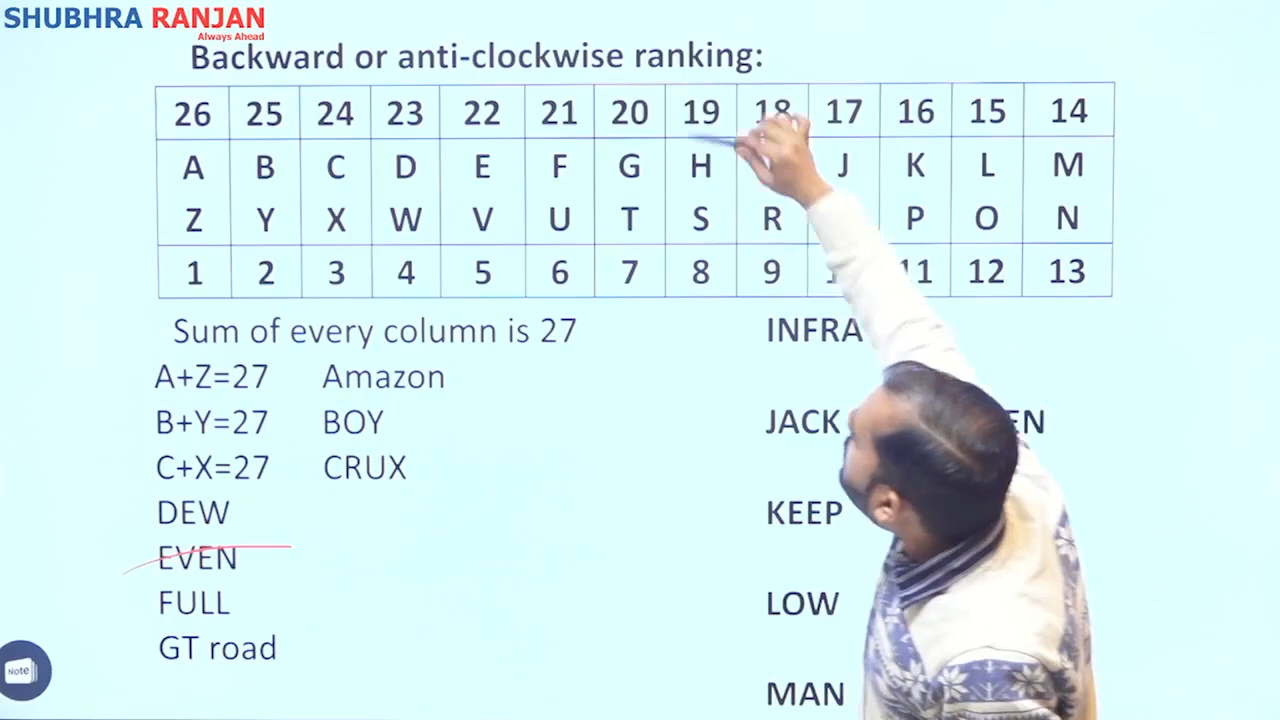 SHUBHRA RANJAN
Always Ahead
Backward or anti-clockwise ranking:
26 25 24 23 22 21 20 19 18 17 16 15 14
A B C D E F G H J K L M
Z Y X W V U T S R P O N
1 2 3 4 5 6 7 8 9 11 12 13
Sum of every column is 27 INFRA
A+Z=27 Amazon
B+Y=27 BOY JACK
C+X=27 CRUX
DEW KEEP
EVEN
FULL LOW
GT road
MAN
Note